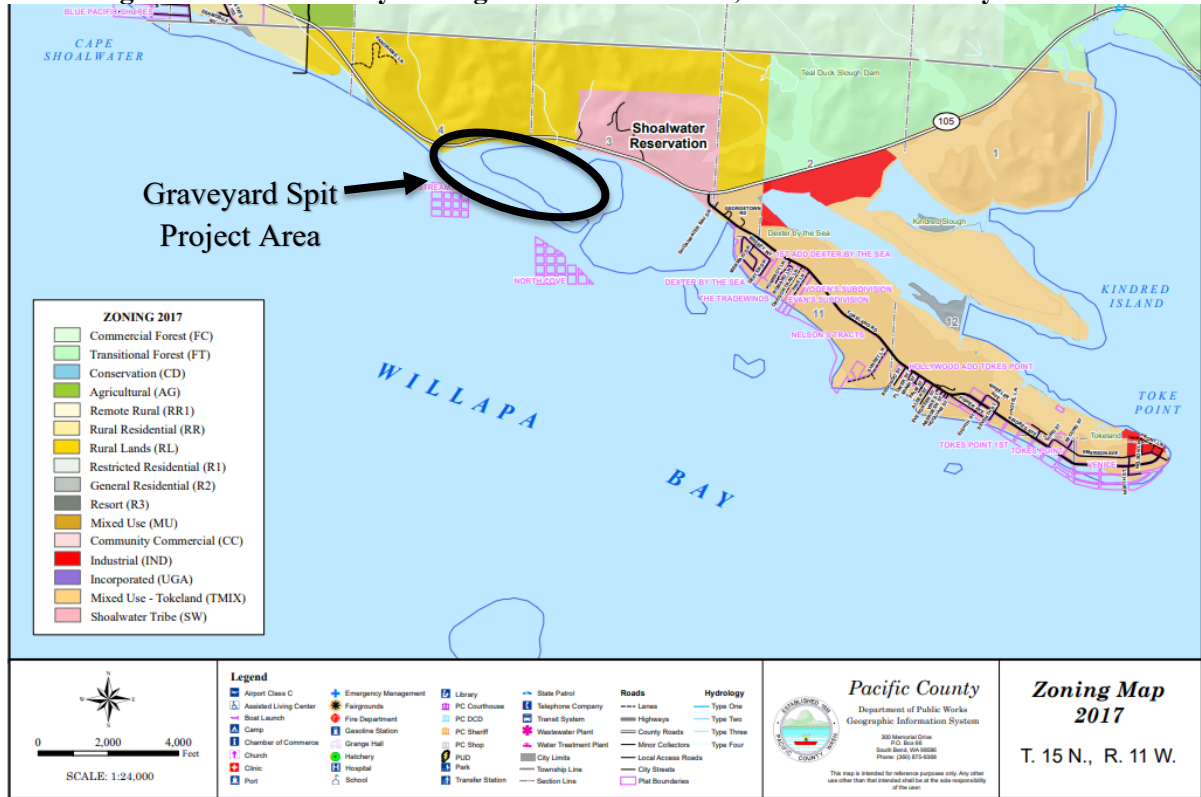 BLUE PACIFIC SHORES
CAPE
SHOALWATER
Teal Duck Slough Dam
Shoalwater
Reservation
105
4
3
2
1
Graveyard Spit
Project Area
NORTH COVE
GEORGETOWN
RD
Dexter by the Sea
1ST ADD DEXTER BY THE SEA
DEXTER BY THE SEA
VOGEN'S SUBDIVISION
THE TRADEWINDS
EVAN'S SUBDIVISION
11
TOKELAND RD
NELSON'S TRACTS
Kindred Slough
KINDRED
ISLAND
12
HOLLYWOOD ADD TOKES POINT
TOKE
POINT
TOKES POINT 1ST
TOKES POINT
Tokeland
EMERSON AVE
VENICE
WILLAPA
BAY
ZONING 2017
Commercial Forest (FC)
Transitional Forest (FT)
Conservation (CD)
Agricultural (AG)
Remote Rural (RR1)
Rural Residential (RR)
Rural Lands (RL)
Restricted Residential (R1)
General Residential (R2)
Resort (R3)
Mixed Use (MU)
Community Commercial (CC)
Industrial (IND)
Incorporated (UGA)
Mixed Use - Tokeland (TMIX)
Shoalwater Tribe (SW)
N
0 2,000 4,000
Feet
SCALE: 1:24,000
Legend
Airport Class C
Assisted Living Center
Boat Launch
Camp
Chamber of Commerce
Church
Clinic
Port
Emergency Management
Fairgrounds
Fire Department
Gasoline Station
Grange Hall
Hatchery
Hospital
School
Library
PC Courthouse
PC DCD
PC Sheriff
PC Shop
PUD
Park
Transfer Station
State Patrol
Telephone Company
Transit System
Wastewater Plant
Water Treatment Plant
City Limits
Township Line
Section Line
Roads
Lanes
Highways
County Roads
Minor Collectors
Local Access Roads
City Streets
Plat Boundaries
Hydrology
Type One
Type Two
Type Three
Type Four
Pacific County
Department of Public Works
Geographic Information System
300 Memorial Drive
P.O. Box 66
South Bend, WA 98586
Phone: (360) 875-9368
This map is intended for reference purposes only. Any other
use other than that intended shall be at the sole responsibility
of the user.
Zoning Map
2017
T. 15 N., R. 11 W.